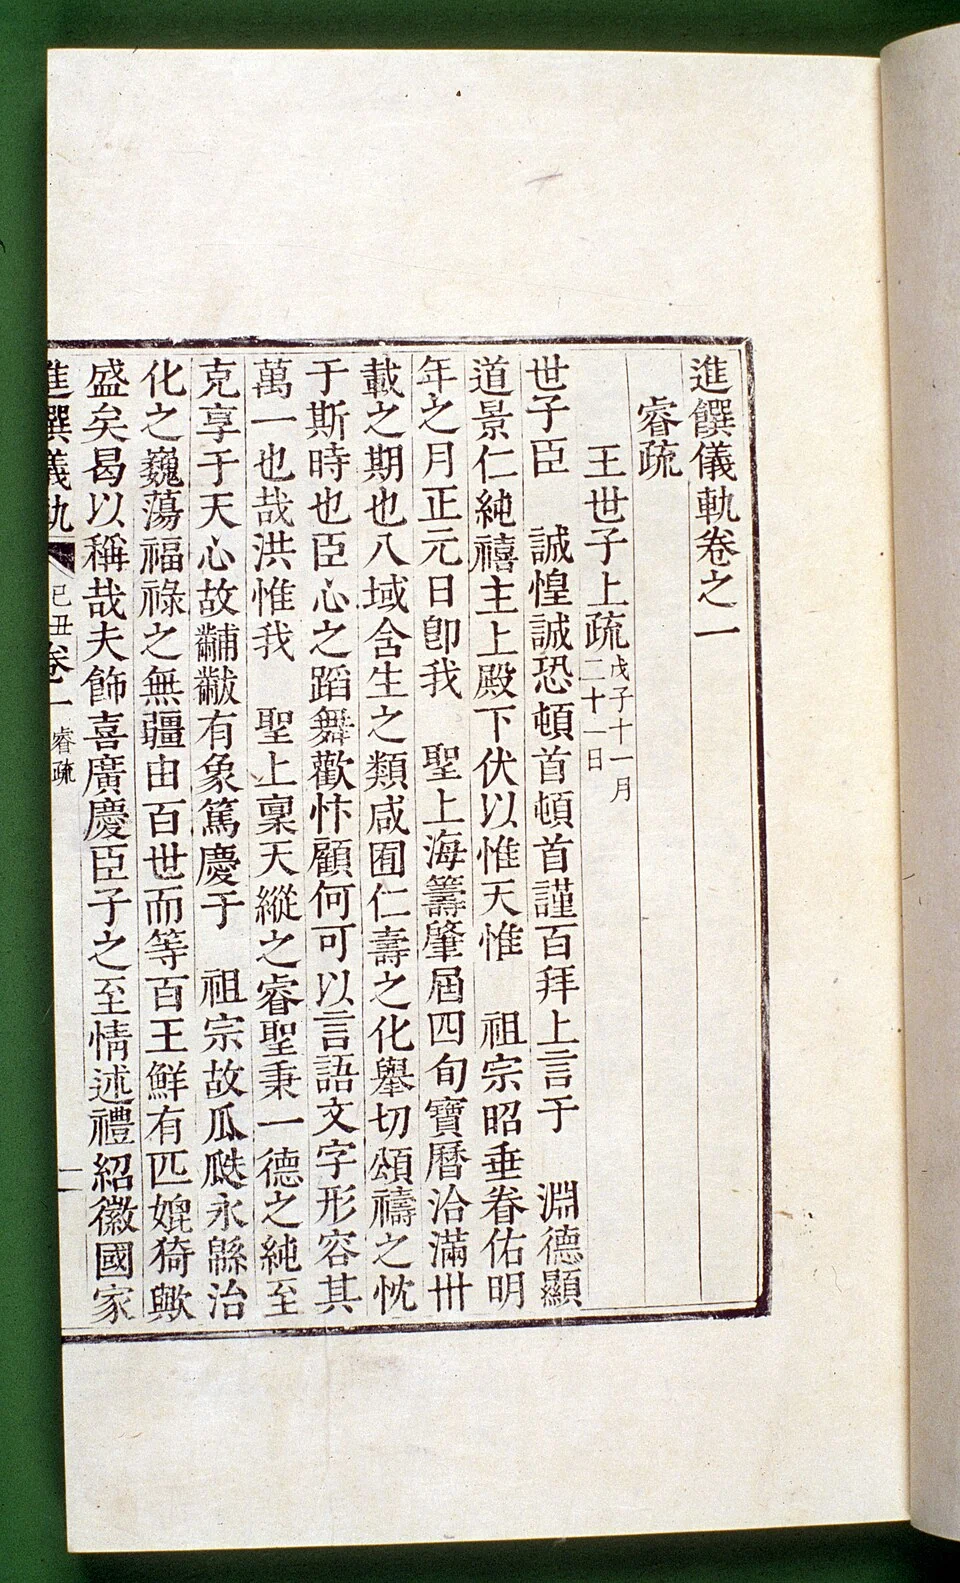 進饌儀軌卷之一
睿疏
王世子上疏戊子十一月二十一日
世子臣 誠惶誠恐頓首頓首謹百拜上言于 淵德顯
道景仁純禧主上殿下伏以惟天惟 祖宗昭垂眷佑明
年之月正元日卽我 聖上海籌肇屆四旬寶曆洽滿卅
載之期也八域含生之類咸囿仁壽之化擧切頌禱之忱
于斯時也臣心之蹈舞歡忭顧何可以言語文字形容其
萬一也哉洪惟我 聖上稟天縱之睿聖秉一德之純至
克享于天心故黼黻有象篤慶于 祖宗故瓜瓞永緜治
化之巍蕩福祿之無疆由百世而等百王鮮有匹媲猗歟
盛矣曷以稱哉夫飾喜廣慶臣子之至情述禮紹徽國家
進饌儀軌 己丑 卷一 睿疏 一